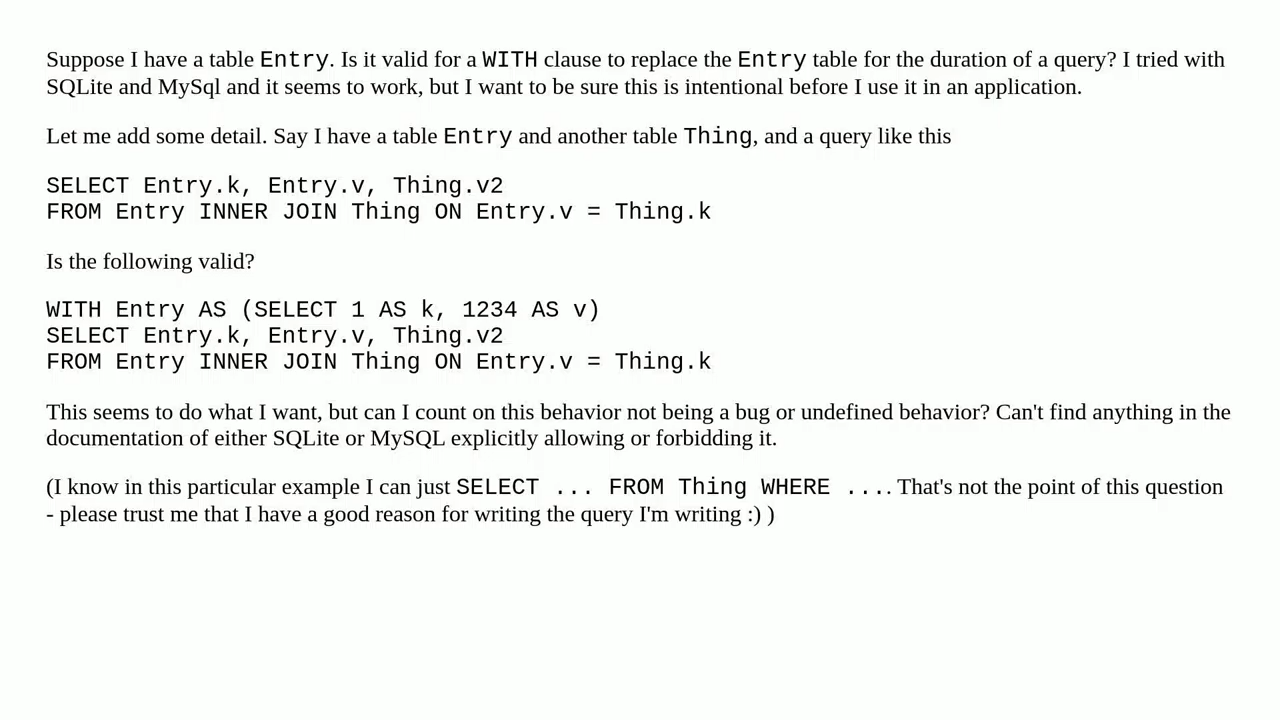 Suppose I have a table Entry. Is it valid for a WITH clause to replace the Entry table for the duration of a query? I tried with
SQLite and MySql and it seems to work, but I want to be sure this is intentional before I use it in an application.
Let me add some detail. Say I have a table Entry and another table Thing, and a query like this
SELECT Entry.k, Entry.v, Thing.v2
FROM Entry INNER JOIN Thing ON Entry.v = Thing.k
Is the following valid?
WITH Entry AS (SELECT 1 AS k, 1234 AS v)
SELECT Entry.k, Entry.v, Thing.v2
FROM Entry INNER JOIN Thing ON Entry.v = Thing.k
This seems to do what I want, but can I count on this behavior not being a bug or undefined behavior? Can't find anything in the
documentation of either SQLite or MySQL explicitly allowing or forbidding it.
(I know in this particular example I can just SELECT ... FROM Thing WHERE .... That's not the point of this question
- please trust me that I have a good reason for writing the query I'm writing :) )